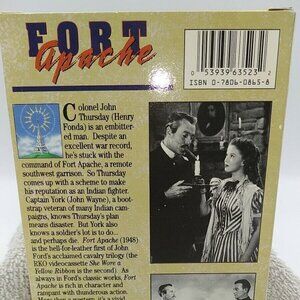 FORT
Apache
0 53939 63523 2
ISBN 0-7806-0863-8
Colonel John
Thursday (Henry
Fonda) is an embitter-
ed man. Despite an
excellent war record,
he's stuck with the
command of Fort Apache, a remote
southwest garrison. So Thursday
comes up with a scheme to make
his reputation as an Indian fighter.
Captain York (John Wayne), a boot-
strap veteran of many Indian cam-
paigns, knows Thursday's plan
means disaster. But York also
knows a soldier's lot is to do...
and perhaps die. Fort Apache (1948)
is the hell-for-leather first of John
Ford's acclaimed cavalry trilogy (the
RKO videocassette She Wore a
Yellow Ribbon is the second). As
always in Ford's classic works, Fort
Apache is rich in character and
rampant with thunderous action.